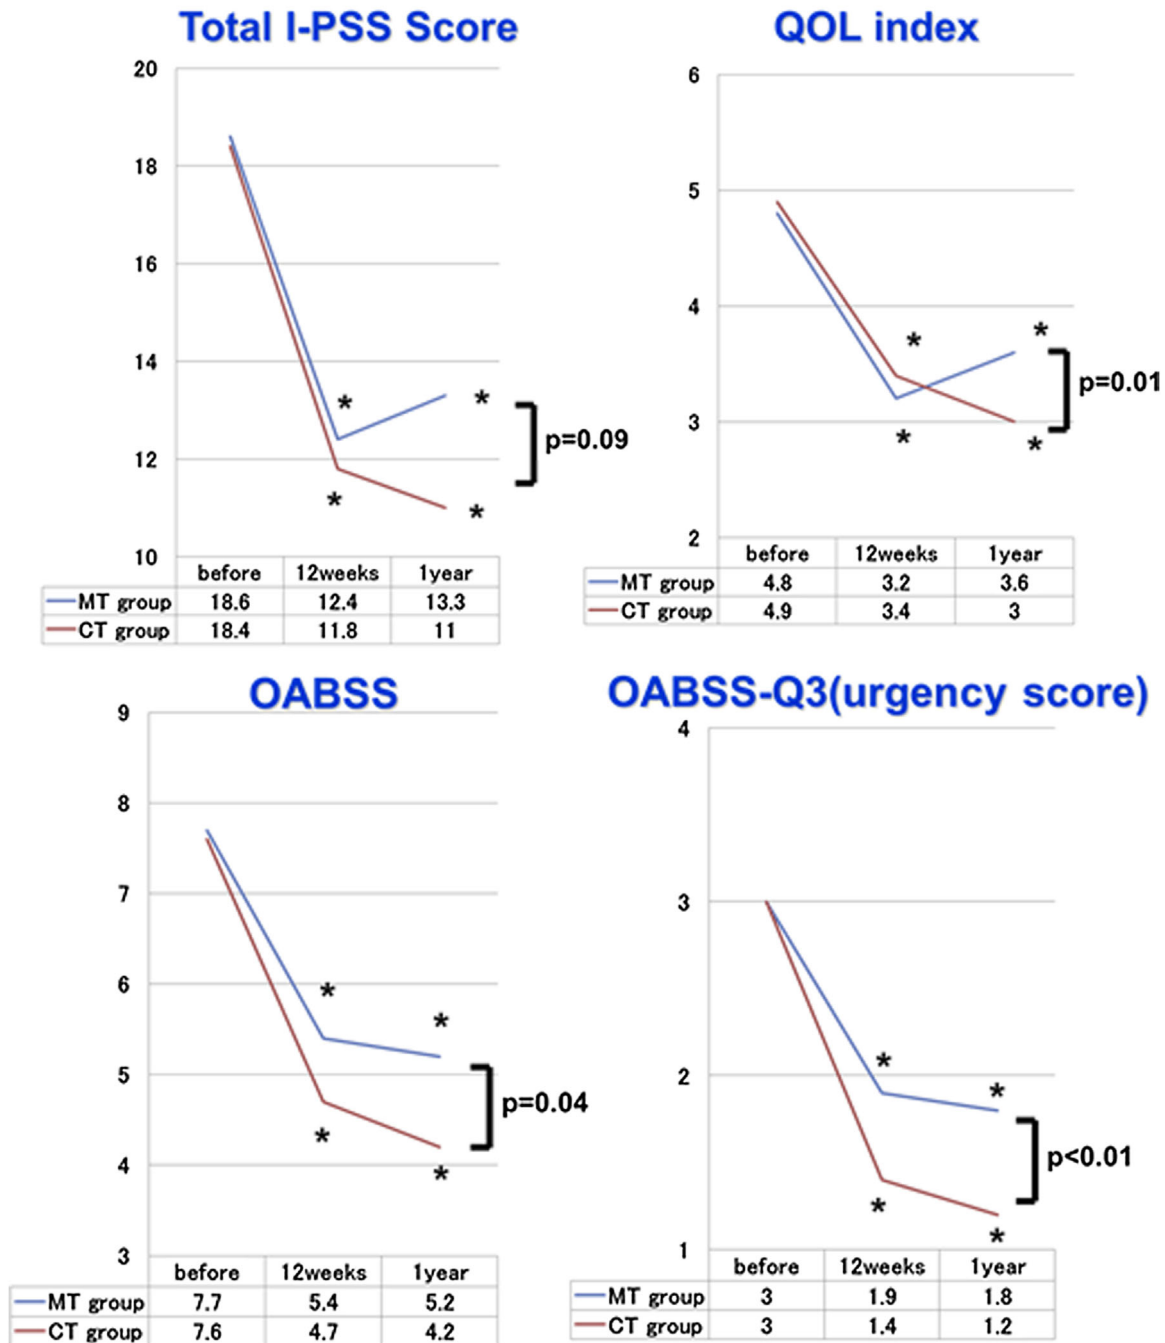 Total I-PSS Score
20
18
16
14
12
10
*
*
*
*
p=0.09
before 12weeks 1year
MT group 18.6 12.4 13.3
CT group 18.4 11.8 11
QOL index
6
5
4
3
2
*
*
*
*
p=0.01
before 12weeks 1year
MT group 4.8 3.2 3.6
CT group 4.9 3.4 3
OABSS
9
8
7
6
5
4
3
*
*
*
*
p=0.04
before 12weeks 1year
MT group 7.7 5.4 5.2
CT group 7.6 4.7 4.2
OABSS-Q3(urgency score)
4
3
2
1
*
*
*
*
p<0.01
before 12weeks 1year
MT group 3 1.9 1.8
CT group 3 1.4 1.2